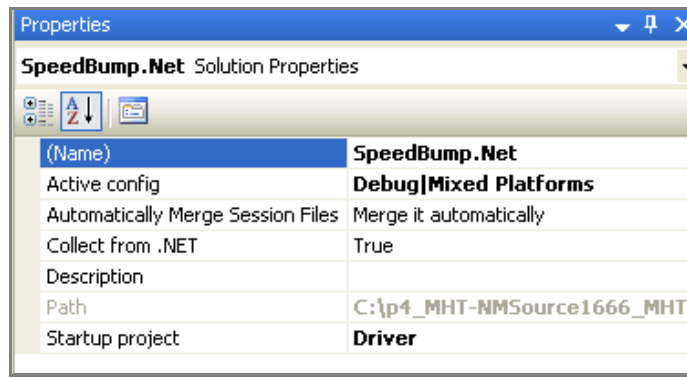 Properties
SpeedBump.Net Solution Properties
A Z
(Name) SpeedBump.Net
Active config Debug|Mixed Platforms
Automatically Merge Session Files Merge it automatically
Collect from .NET True
Description
Path C:\p4_MHT-NMSource1666_MHT
Startup project Driver